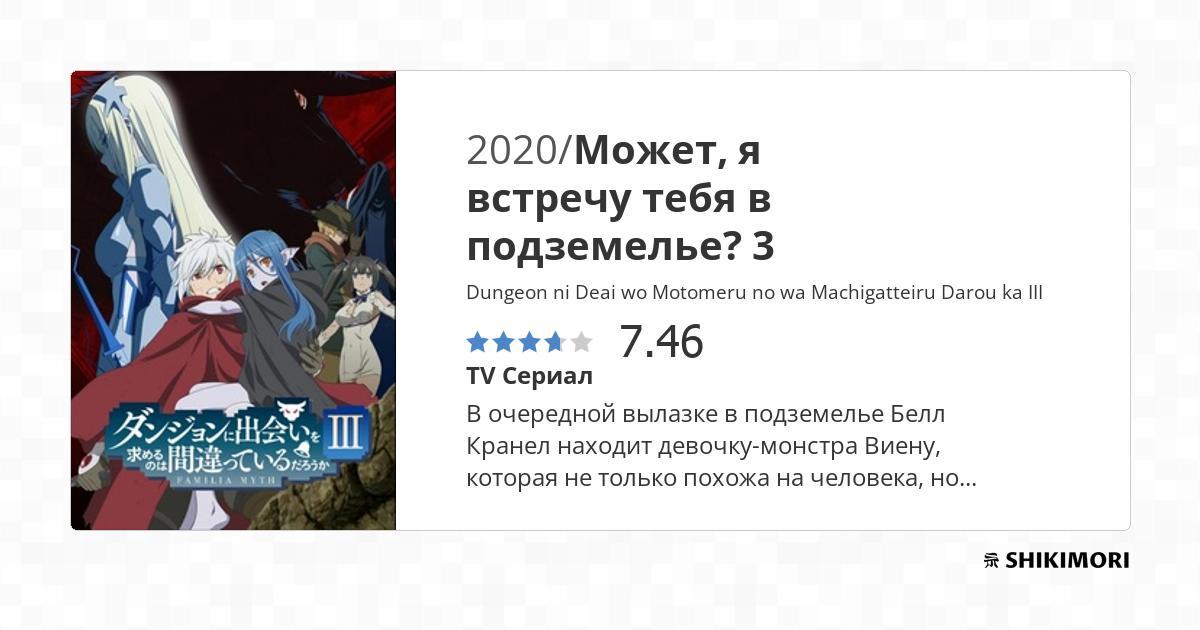 ダンジョンに出会いを
求める
のは間違っているだろうか
III
FAMILIA MYTH
2020/Может, я
встречу тебя в
подземелье? 3
Dungeon ni Deai wo Motomeru no wa Machigatteiru Darou ka III
7.46
TV Сериал
В очередной вылазке в подземелье Белл
Кранел находит девочку-монстра Виену,
которая не только похожа на человека, но...
SHIKIMORI